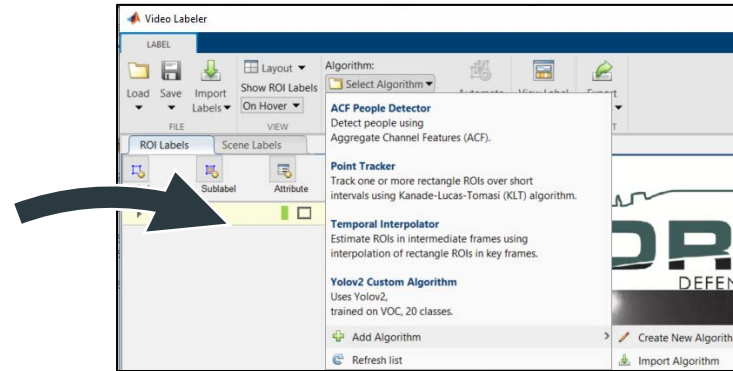 Video Labeler
LABEL
Load
Save
Import
Labels
Layout
Show ROI Labels
On Hover
Algorithm:
Select Algorithm
FILE
VIEW
ROI Labels
Scene Labels
Sublabel
Attribute
ACF People Detector
Detect people using
Aggregate Channel Features (ACF).
Point Tracker
Track one or more rectangle ROIs over short
intervals using Kanade-Lucas-Tomasi (KLT) algorithm.
Temporal Interpolator
Estimate ROIs in intermediate frames using
interpolation of rectangle ROIs in key frames.
Yolov2 Custom Algorithm
Uses Yolov2,
trained on VOC, 20 classes.
Add Algorithm
Refresh list
Create New Algorith
Import Algorithm
DEFEN